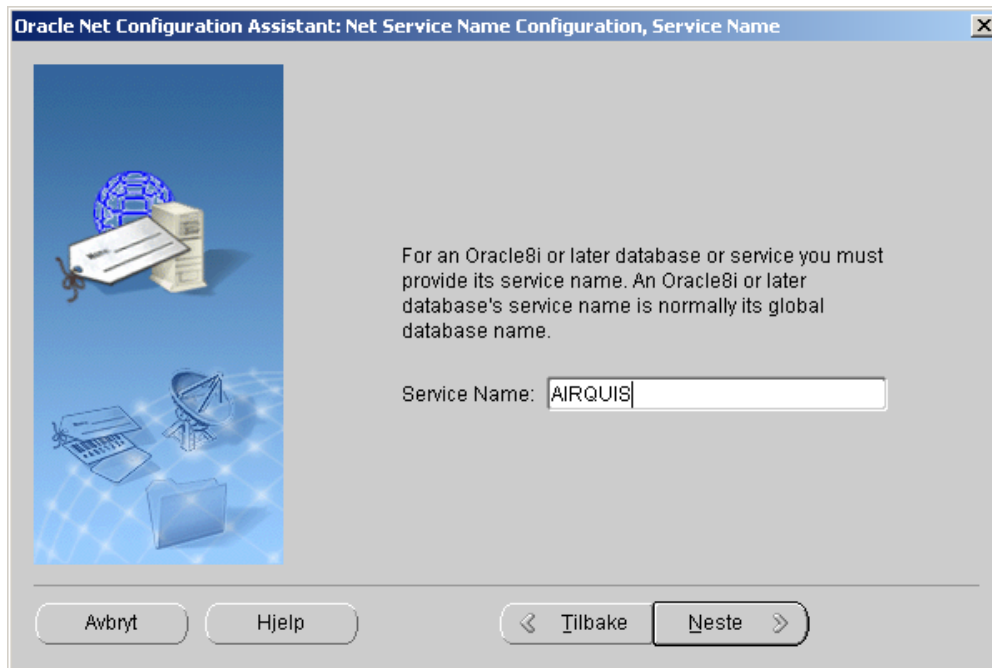 Oracle Net Configuration Assistant: Net Service Name Configuration, Service Name
For an Oracle8i or later database or service you must
provide its service name. An Oracle8i or later
database's service name is normally its global
database name.
Service Name: AIRQUIS
Avbryt Hjelp Tilbake Neste